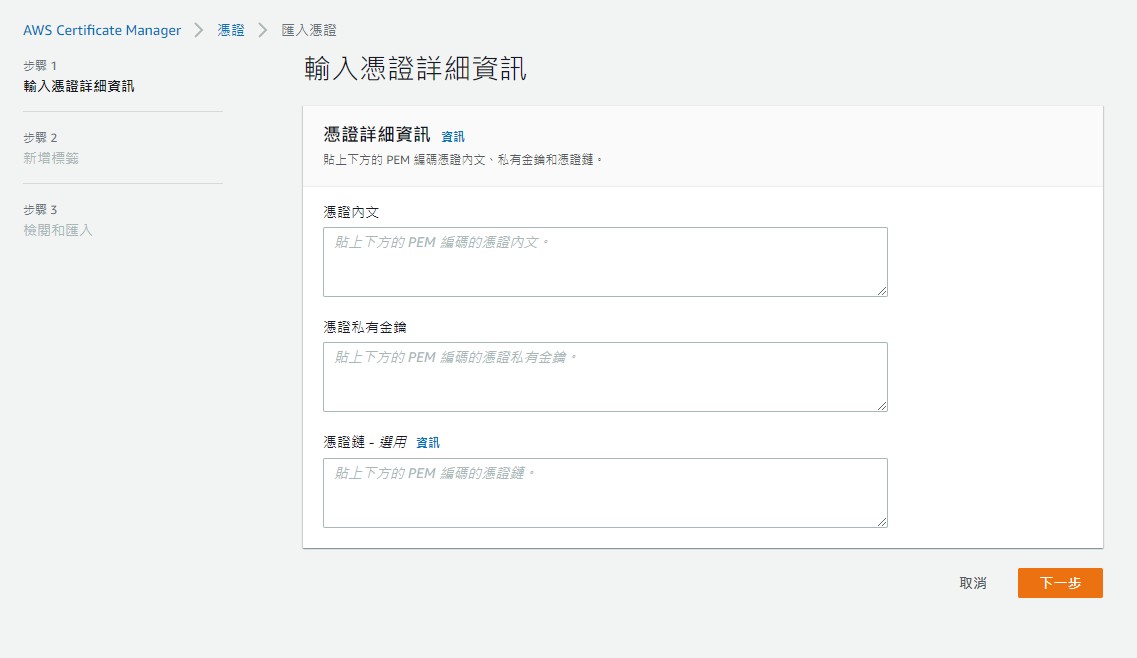 AWS Certificate Manager > 憑證 > 匯入憑證
步驟 1
輸入憑證詳細資訊
步驟 2
新增標籤
步驟 3
檢閱和匯入
輸入憑證詳細資訊
憑證詳細資訊 資訊
貼上下方的 PEM 編碼憑證內文、私有金鑰和憑證鏈。
憑證內文
貼上下方的 PEM 編碼的憑證內文。
憑證私有金鑰
貼上下方的 PEM 編碼的憑證私有金鑰。
憑證鏈 - 選用 資訊
貼上下方的 PEM 編碼的憑證鏈。
取消
下一步